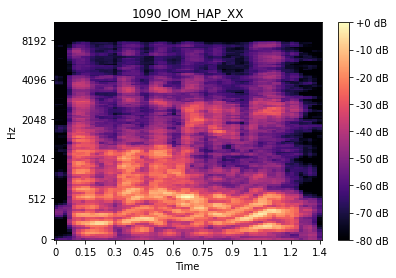 1090_IOM_HAP_XX
8192
4096
2048
1024
512
0
Hz
0 0.15 0.3 0.45 0.6 0.75 0.9 1.1 1.2 1.4
Time
+0 dB
-10 dB
-20 dB
-30 dB
-40 dB
-50 dB
-60 dB
-70 dB
-80 dB